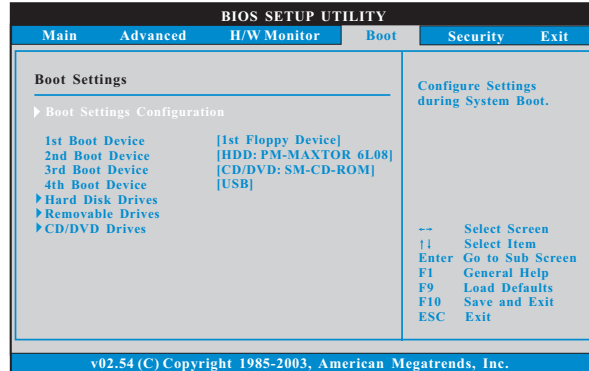 BIOS SETUP UTILITY
Main Advanced H/W Monitor Boot Security Exit
Boot Settings
Boot Settings Configuration
1st Boot Device [1st Floppy Device]
2nd Boot Device [HDD: PM-MAXTOR 6L08]
3rd Boot Device [CD/DVD: SM-CD-ROM]
4th Boot Device [USB]
Hard Disk Drives
Removable Drives
CD/DVD Drives
Configure Settings
during System Boot.
←→ Select Screen
↑↓ Select Item
Enter Go to Sub Screen
F1 General Help
F9 Load Defaults
F10 Save and Exit
ESC Exit
v02.54 (C) Copyright 1985-2003, American Megatrends, Inc.